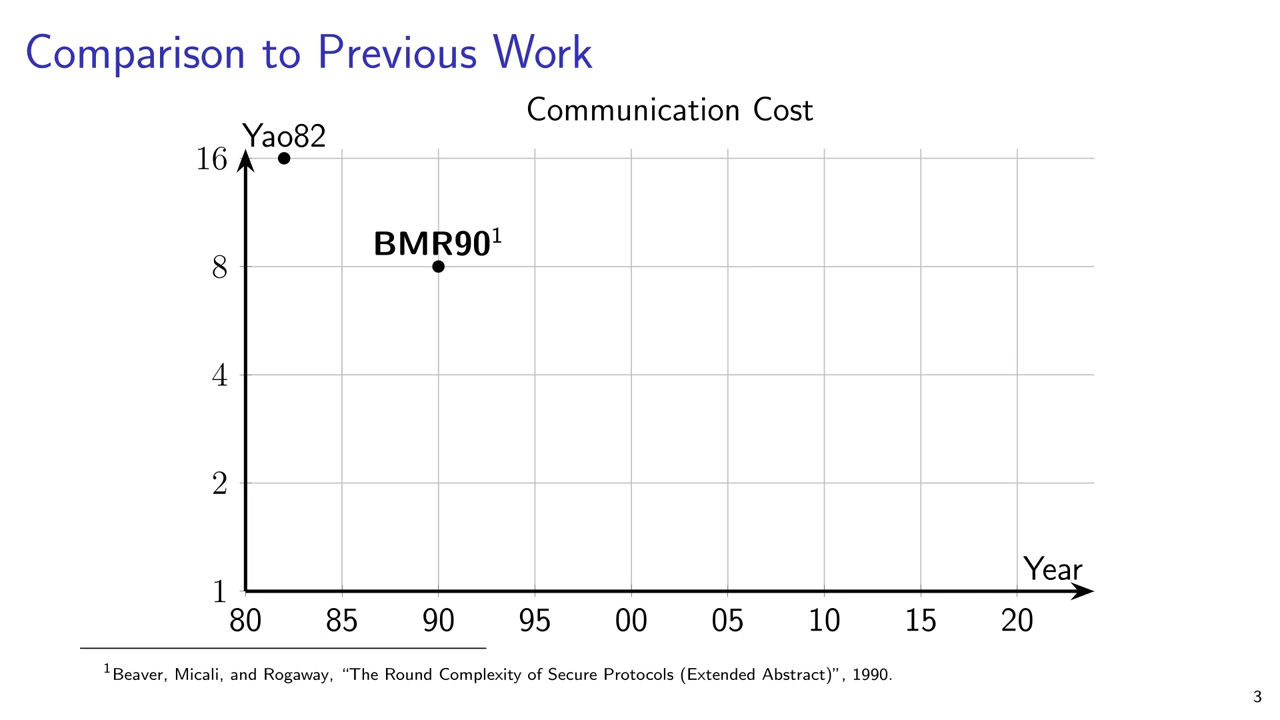 Comparison to Previous Work
Communication Cost
Yao82
16
BMR90¹
8
4
2
Year
1
80 85 90 95 00 05 10 15 20
¹Beaver, Micali, and Rogaway, “The Round Complexity of Secure Protocols (Extended Abstract)”, 1990.
3